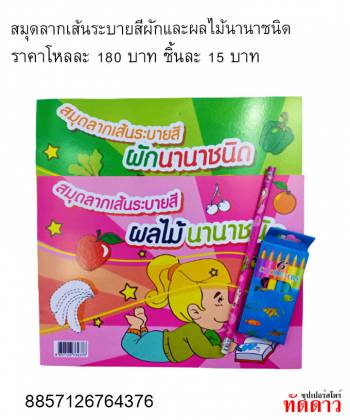 สมุดลากเส้นระบายสีผักและผลไม้นานาชนิด
ราคาโหลละ 180 บาท ชิ้นละ 15 บาท
สมุดลากเส้นระบายสี
ผักนานาชนิด
สมุดลากเส้นระบายสี
ผลไม้นานาชนิ
8857126764376
ซุปเปอร์สโตร์
ทัดดาว